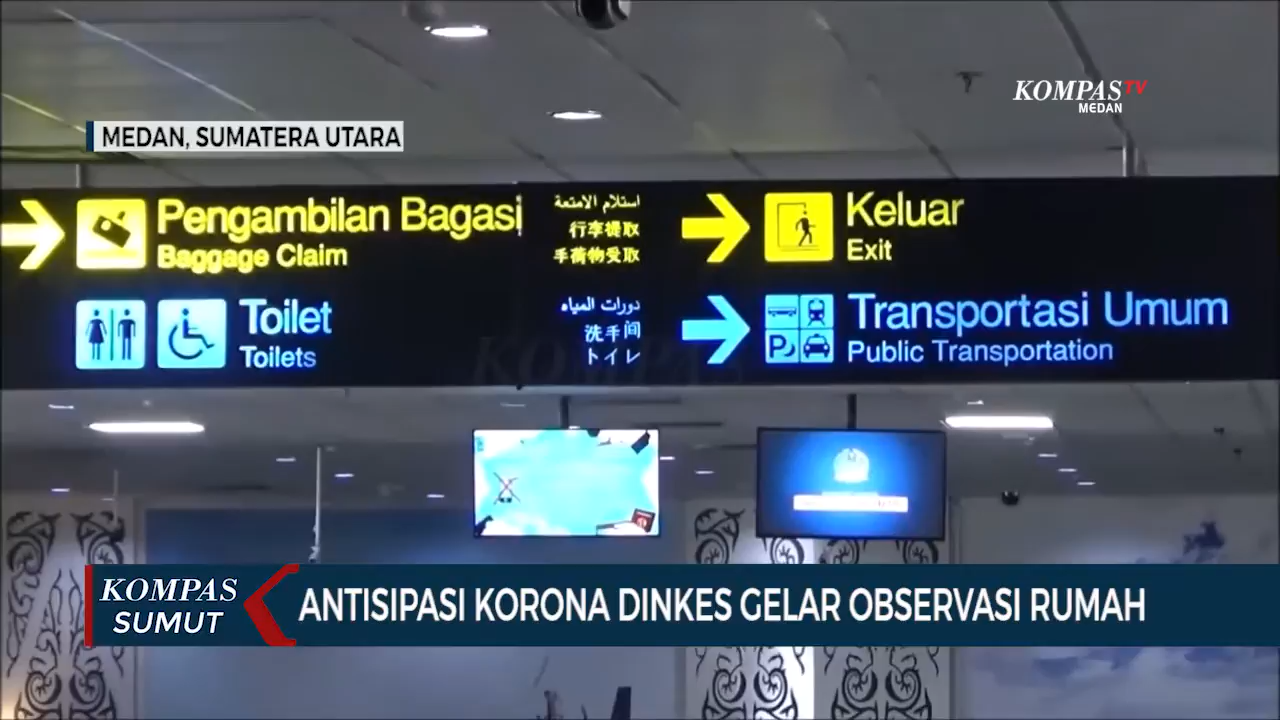 KOMPAS TV
MEDAN
MEDAN, SUMATERA UTARA
Pengambilan Bagasi
Baggage Claim
استلام الامتعة
行李提取
手荷物受取
Keluar
Exit
Toilet
Toilets
دورات المياه
洗手间
トイレ
Transportasi Umum
Public Transportation
P
KOMPAS
KOMPAS
SUMUT
ANTISIPASI KORONA DINKES GELAR OBSERVASI RUMAH